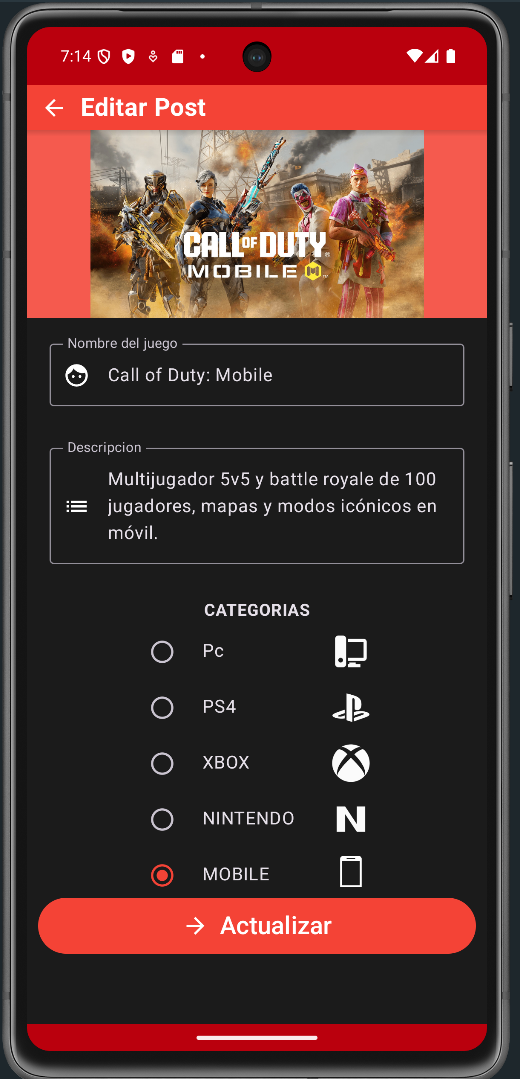 7:14
Editar Post
CALL OF DUTY
MOBILE
Nombre del juego
Call of Duty: Mobile
Descripcion
Multijugador 5v5 y battle royale de 100
jugadores, mapas y modos icónicos en
móvil.
CATEGORIAS
Pc
PS4
XBOX
NINTENDO
MOBILE
Actualizar